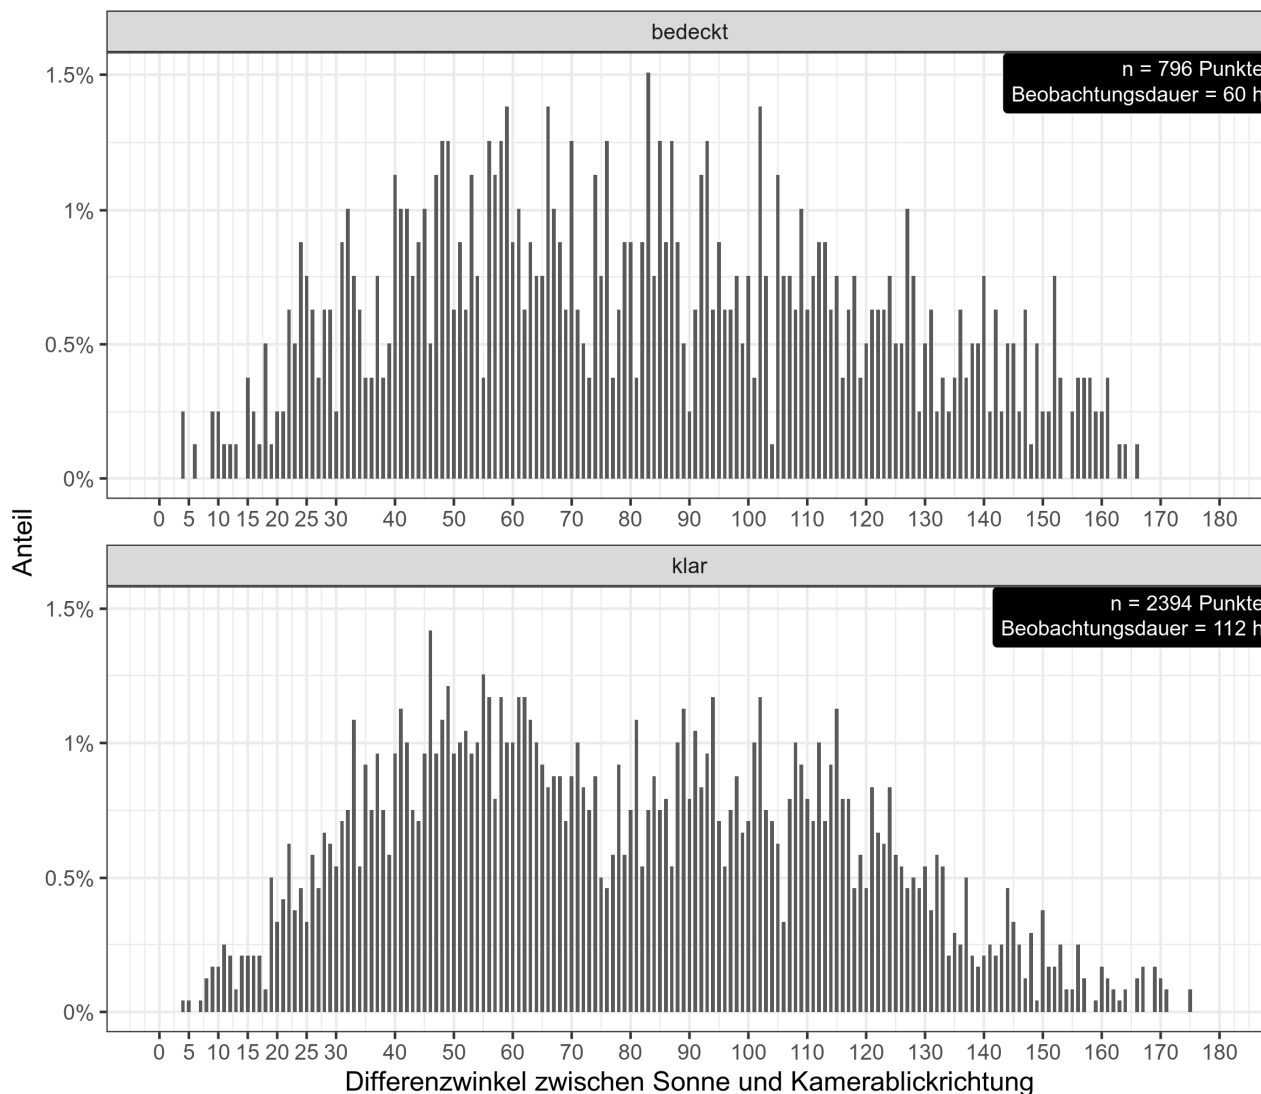 bedeckt
n = 796 Punkte
Beobachtungsdauer = 60 h
1.5%
1%
0.5%
0%
0 5 10 15 20 25 30 40 50 60 70 80 90 100 110 120 130 140 150 160 170 180
Anteil
klar
n = 2394 Punkte
Beobachtungsdauer = 112 h
1.5%
1%
0.5%
0%
0 5 10 15 20 25 30 40 50 60 70 80 90 100 110 120 130 140 150 160 170 180
Differenzwinkel zwischen Sonne und Kamerablickrichtung